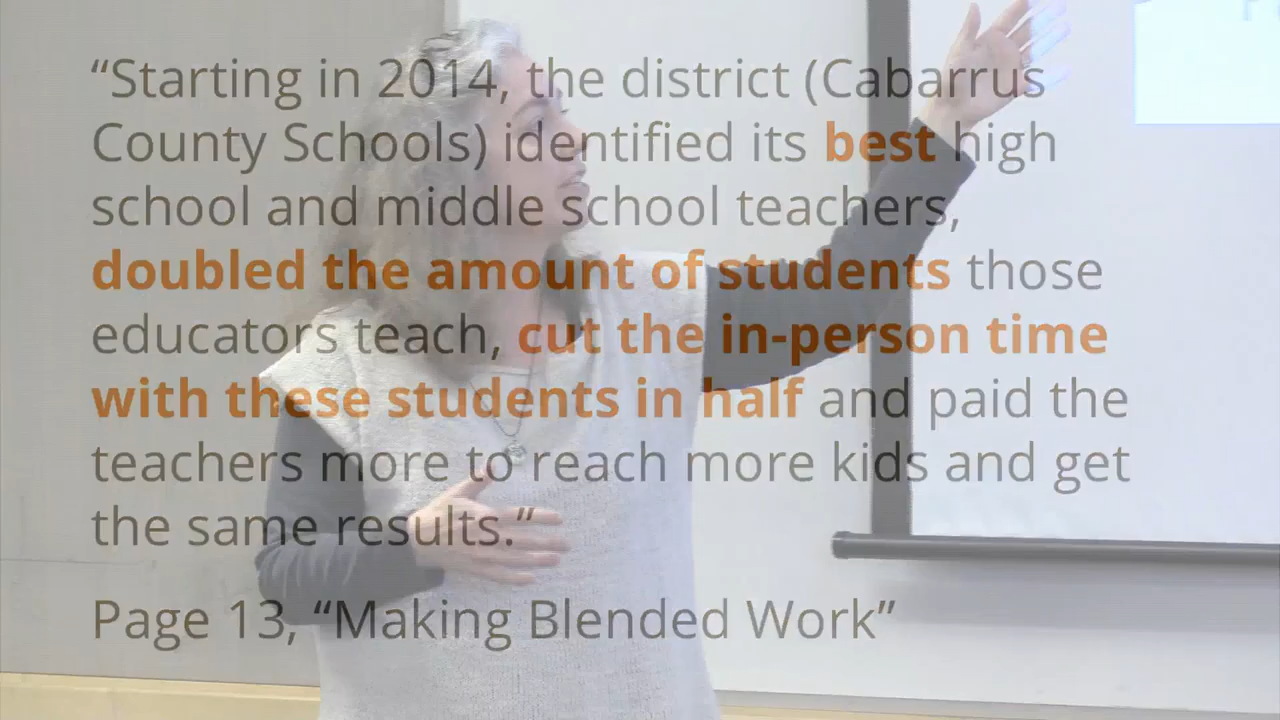 “Starting in 2014, the district (Cabarrus
County Schools) identified its best high
school and middle school teachers,
doubled the amount of students those
educators teach, cut the in-person time
with these students in half and paid the
teachers more to reach more kids and get
the same results.”
Page 13, “Making Blended Work”